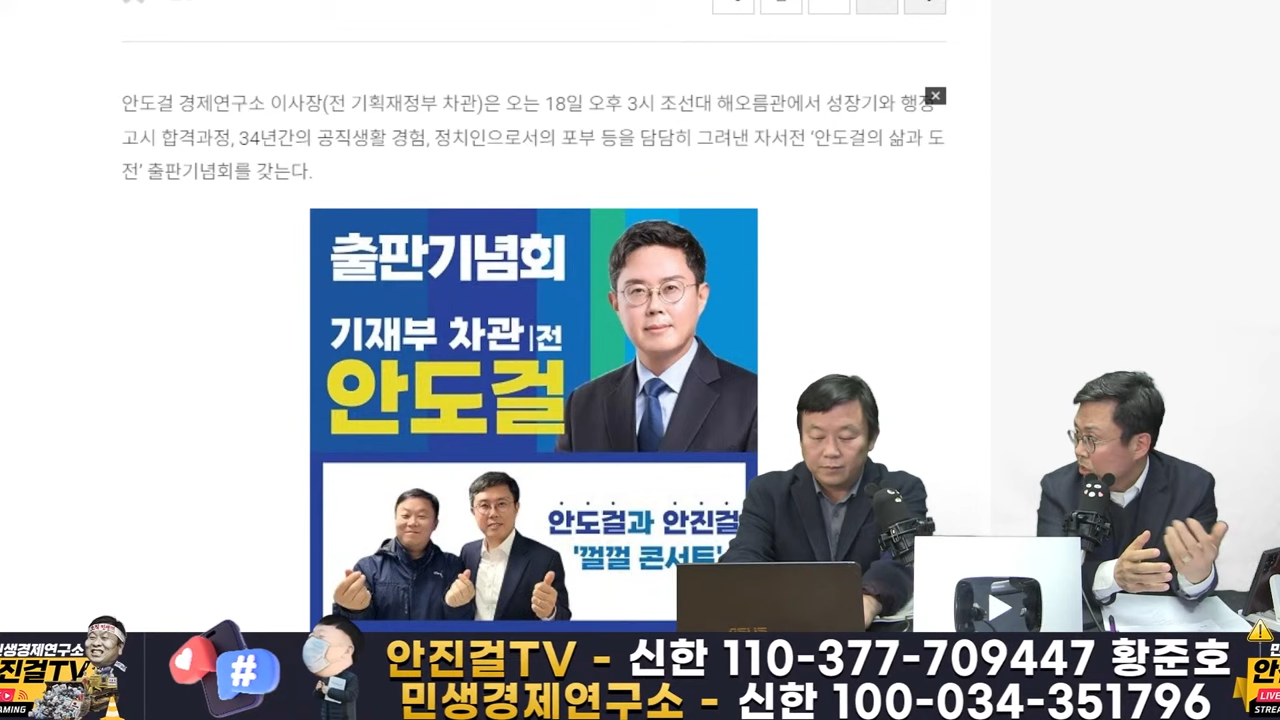 안도걸 경제연구소 이사장(전 기획재정부 차관)은 오는 18일 오후 3시 조선대 해오름관에서 성장기와 행정
고시 합격과정, 34년간의 공직생활 경험, 정치인으로서의 포부 등을 담담히 그려낸 자서전 ‘안도걸의 삶과 도
전’ 출판기념회를 갖는다.
출판기념회
기재부 차관|전
안도걸
안도걸과 안진걸
'껄껄 콘서트'
안진걸TV - 신한 110-377-709447 황준호
민생경제연구소 - 신한 100-034-351796
민생경제연구소
안진걸TV
STREAMING
#
LIVE